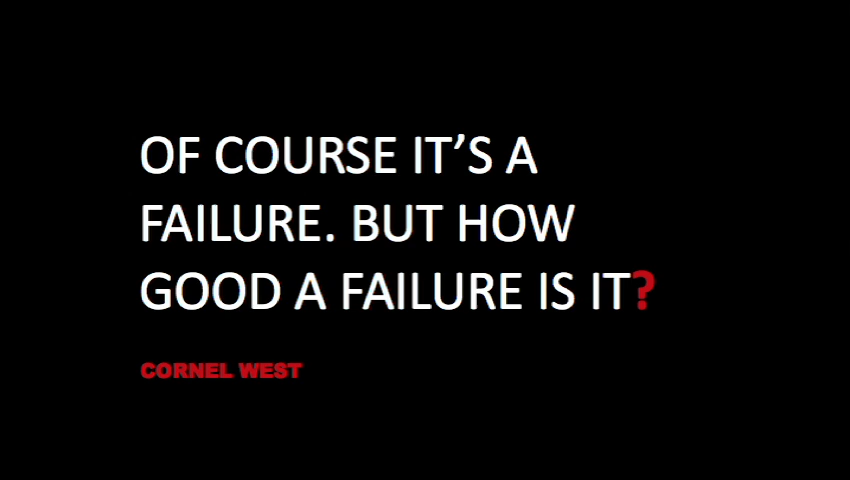 OF COURSE IT’S A
FAILURE. BUT HOW
GOOD A FAILURE IS IT?
CORNEL WEST